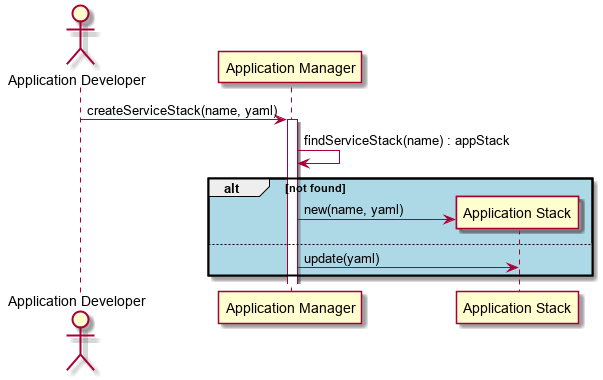 Application Developer
Application Manager
createServiceStack(name, yaml)
findServiceStack(name) : appStack
alt [not found]
new(name, yaml)
Application Stack
update(yaml)
Application Developer
Application Manager
Application Stack